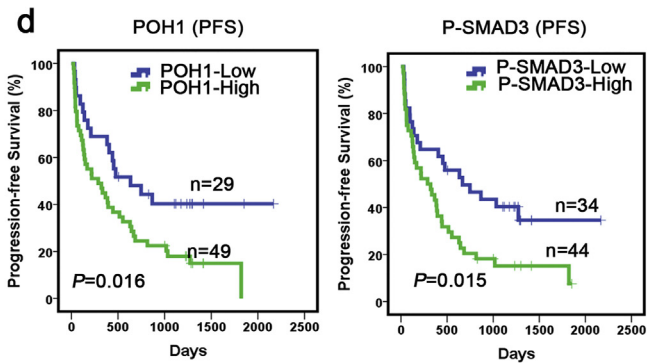 d
POH1 (PFS)
Progression-free Survival (%)
100
80
60
40
20
0
POH1-Low
POH1-High
n=29
n=49
P=0.016
0 500 1000 1500 2000 2500
Days
P-SMAD3 (PFS)
Progression-free Survival (%)
100
80
60
40
20
0
P-SMAD3-Low
P-SMAD3-High
n=34
n=44
P=0.015
0 500 1000 1500 2000 2500
Days